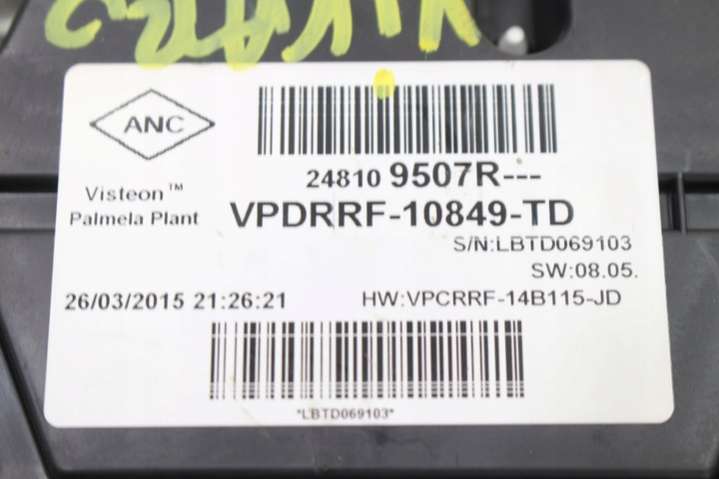 ANC
Visteon™
Palmela Plant
24810 9507R---
VPDRRF-10849-TD
S/N:LBTD069103
SW:08.05.
26/03/2015 21:26:21 HW:VPCRRF-14B115-JD
*LBTD069103*